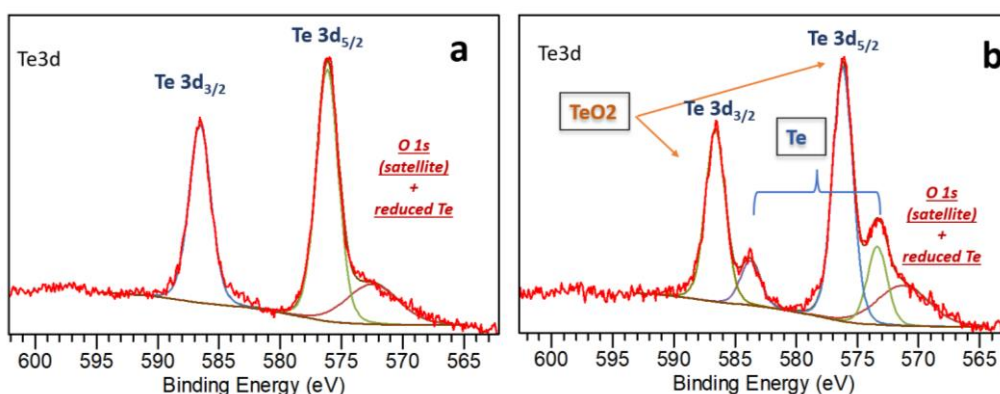 Te3d
a
Te 3d5/2
Te 3d3/2
O 1s
(satellite)
+
reduced Te
600 595 590 585 580 575 570 565
Binding Energy (eV)
Te3d
b
Te 3d5/2
TeO2
Te 3d3/2
Te
O 1s
(satellite)
+
reduced Te
600 595 590 584 580 575 570 565
Binding Energy (eV)